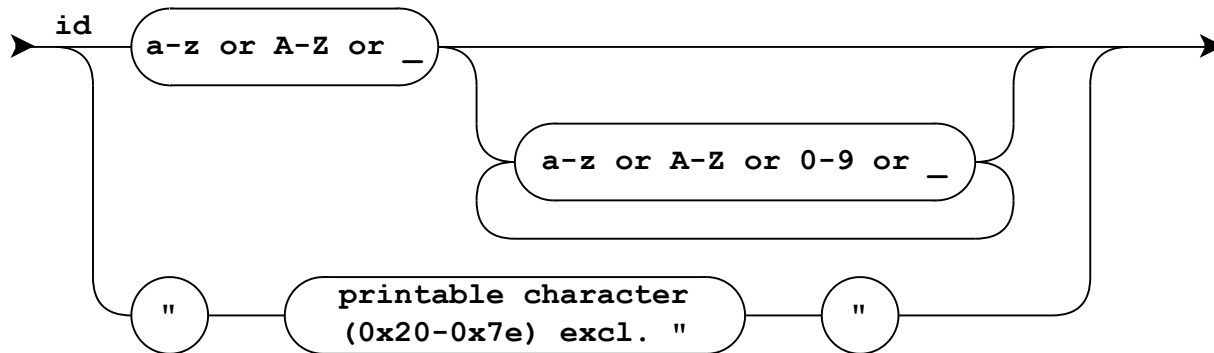 id
a-z or A-Z or _
a-z or A-Z or 0-9 or _
" printable character "
(0x20-0x7e) excl. "